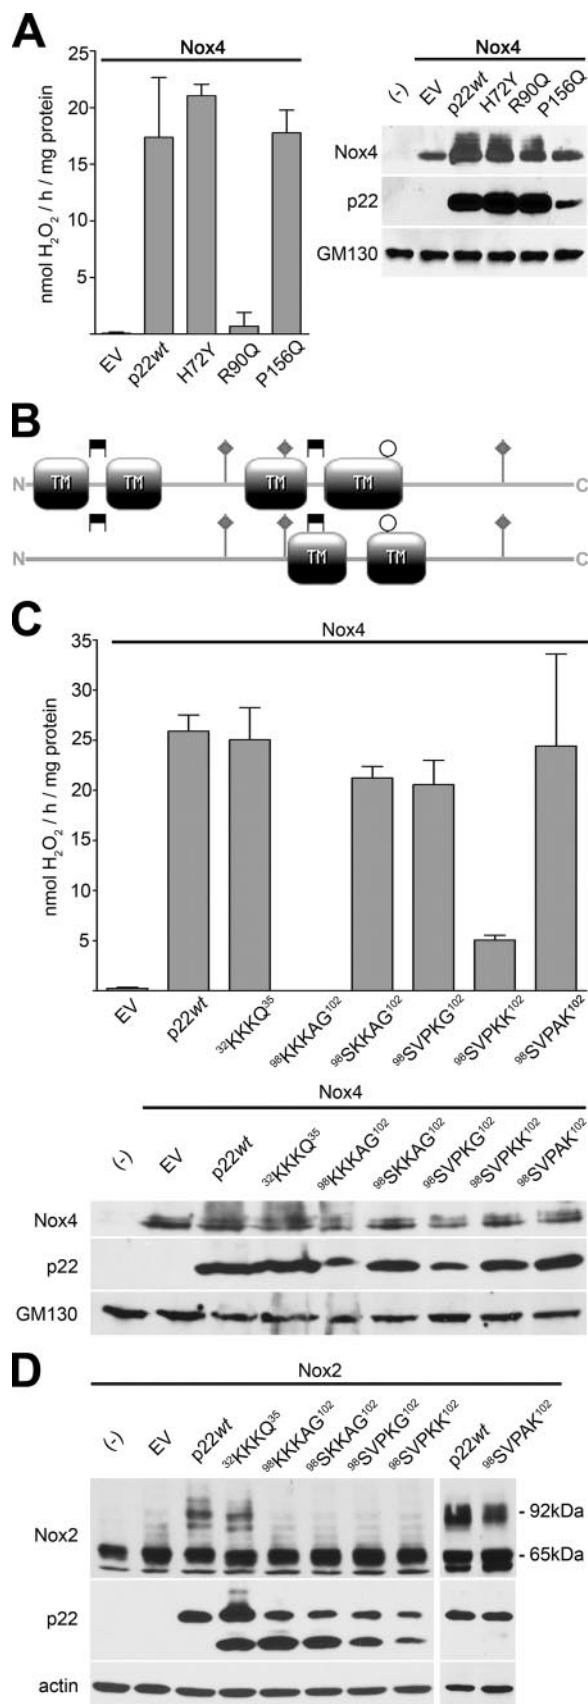 A
Nox4
25
20
15
10
5
nmol H₂O₂ / h / mg protein
EV
p22wt
H72Y
R90Q
P156Q
Nox4
(-)
EV
p22wt
H72Y
R90Q
P156Q
Nox4
p22
GM130
B
N TM TM TM TM C
N TM TM C
C
Nox4
35
30
25
20
15
10
5
nmol H₂O₂ / h / mg protein
EV
p22wt
³²KKKQ³⁵
⁹⁸KKKAG¹⁰²
⁹⁸SKKAG¹⁰²
⁹⁸SVPKG¹⁰²
⁹⁸SVPKK¹⁰²
⁹⁸SVPAK¹⁰²
Nox4
(-)
EV
p22wt
³²KKKQ³⁵
⁹⁸KKKAG¹⁰²
⁹⁸SKKAG¹⁰²
⁹⁸SVPKG¹⁰²
⁹⁸SVPKK¹⁰²
⁹⁸SVPAK¹⁰²
Nox4
p22
GM130
D
Nox2
(-)
EV
p22wt
³²KKKQ³⁵
⁹⁸KKKAG¹⁰²
⁹⁸SKKAG¹⁰²
⁹⁸SVPKG¹⁰²
⁹⁸SVPKK¹⁰²
p22wt
⁹⁸SVPAK¹⁰²
Nox2
- 92kDa
- 65kDa
p22
actin